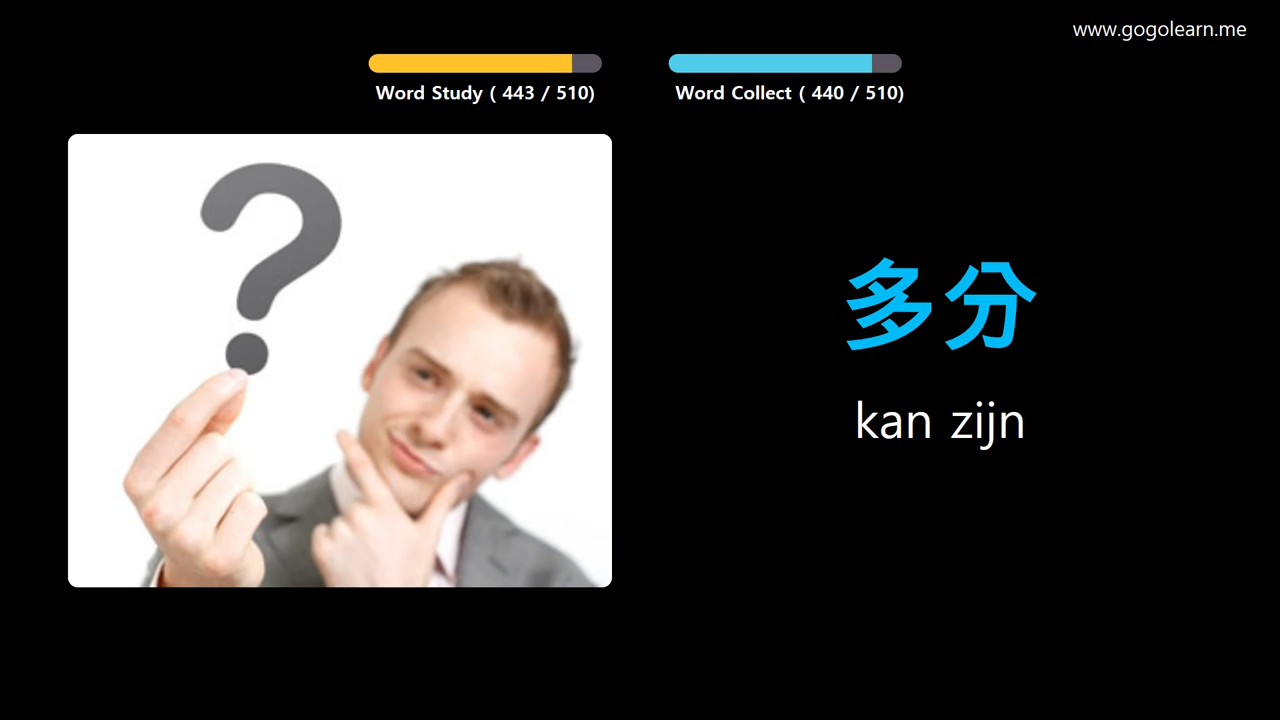 www.gogolearn.me
Word Study ( 443 / 510)
Word Collect ( 440 / 510)
?
多分
kan zijn